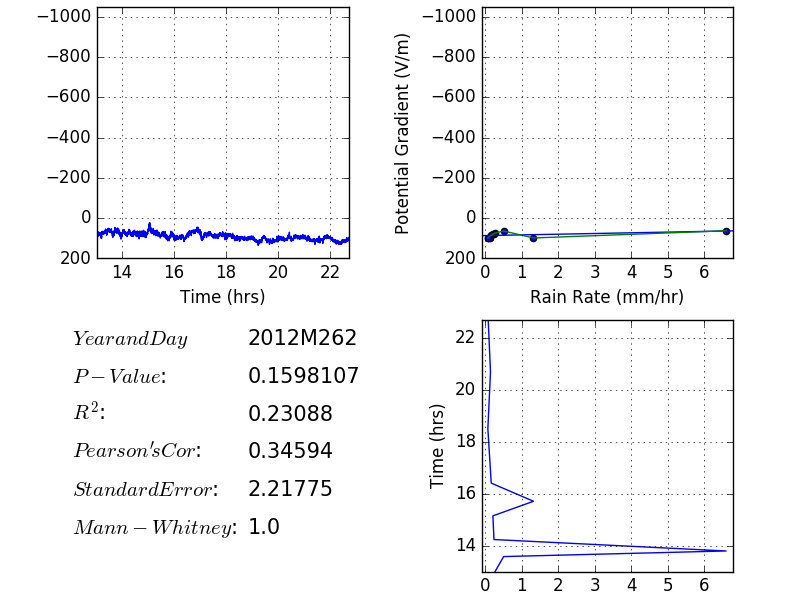 −1000
−800
−600
−400
−200
0
200
14 16 18 20 22
Time (hrs)
Potential Gradient (V/m)
−1000
−800
−600
−400
−200
0
200
0 1 2 3 4 5 6
Rain Rate (mm/hr)
YearandDay 2012M262
P−Value: 0.1598107
R²: 0.23088
Pearson'sCor: 0.34594
StandardError: 2.21775
Mann−Whitney: 1.0
Time (hrs)
22
20
18
16
14
0 1 2 3 4 5 6